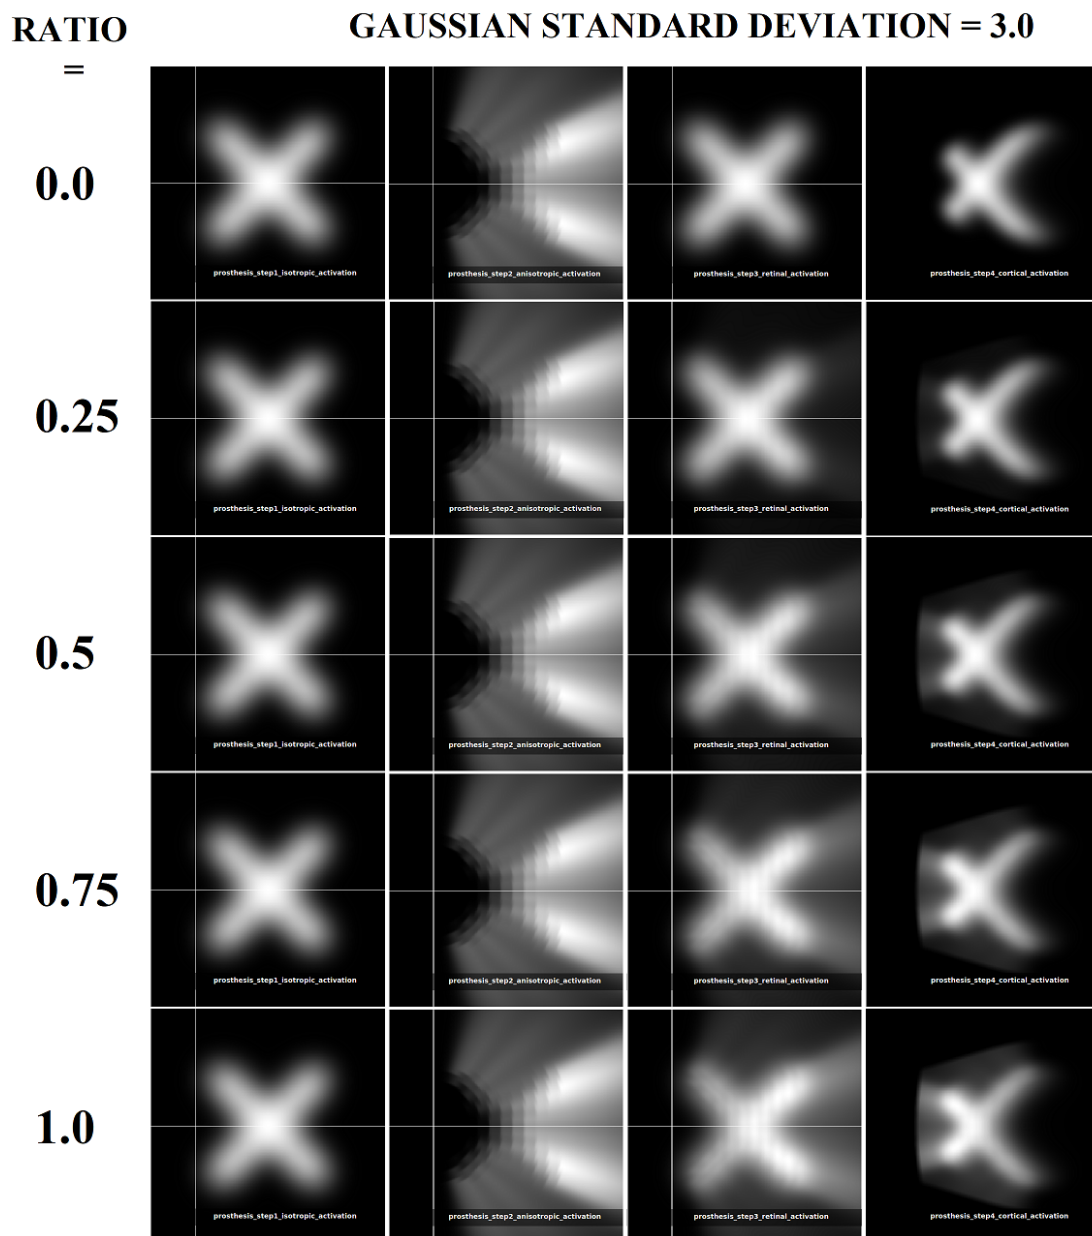 RATIO
=
GAUSSIAN STANDARD DEVIATION = 3.0
0.0
prosthesis_step1_isotropic_activation
prosthesis_step2_anisotropic_activation
prosthesis_step3_retinal_activation
prosthesis_step4_cortical_activation
0.25
prosthesis_step1_isotropic_activation
prosthesis_step2_anisotropic_activation
prosthesis_step3_retinal_activation
prosthesis_step4_cortical_activation
0.5
prosthesis_step1_isotropic_activation
prosthesis_step2_anisotropic_activation
prosthesis_step3_retinal_activation
prosthesis_step4_cortical_activation
0.75
prosthesis_step1_isotropic_activation
prosthesis_step2_anisotropic_activation
prosthesis_step3_retinal_activation
prosthesis_step4_cortical_activation
1.0
prosthesis_step1_isotropic_activation
prosthesis_step2_anisotropic_activation
prosthesis_step3_retinal_activation
prosthesis_step4_cortical_activation